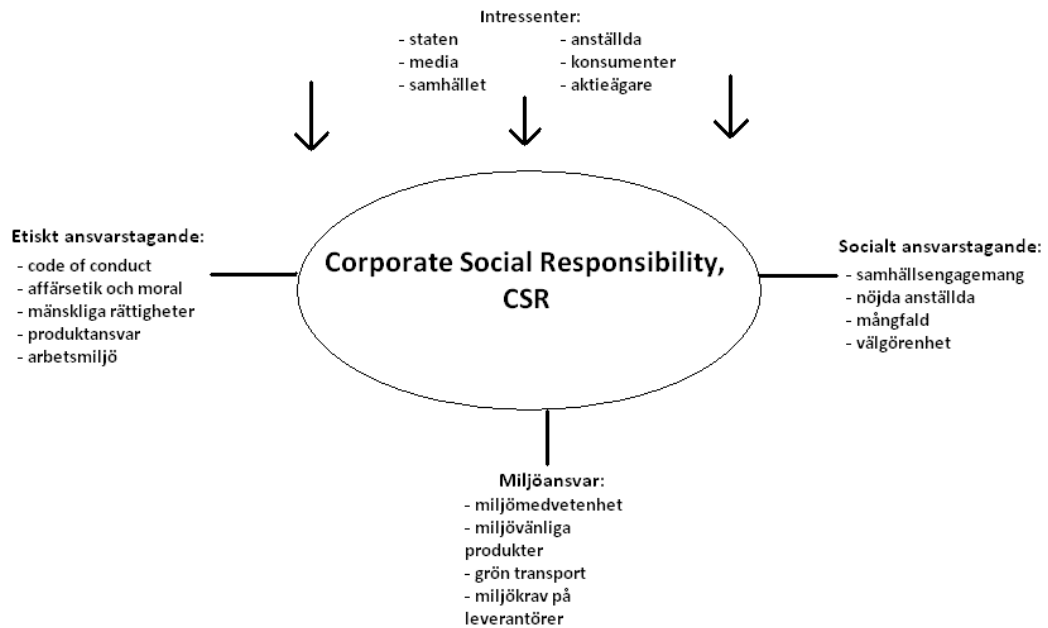 Intressenter:
- staten
- media
- samhället
- anställda
- konsumenter
- aktieägare
Etiskt ansvarstagande:
- code of conduct
- affärsetik och moral
- mänskliga rättigheter
- produktansvar
- arbetsmiljö
Corporate Social Responsibility,
CSR
Socialt ansvarstagande:
- samhällsengagemang
- nöjda anställda
- mångfald
- välgörenhet
Miljöansvar:
- miljömedvetenhet
- miljövänliga
produkter
- grön transport
- miljökrav på
leverantörer